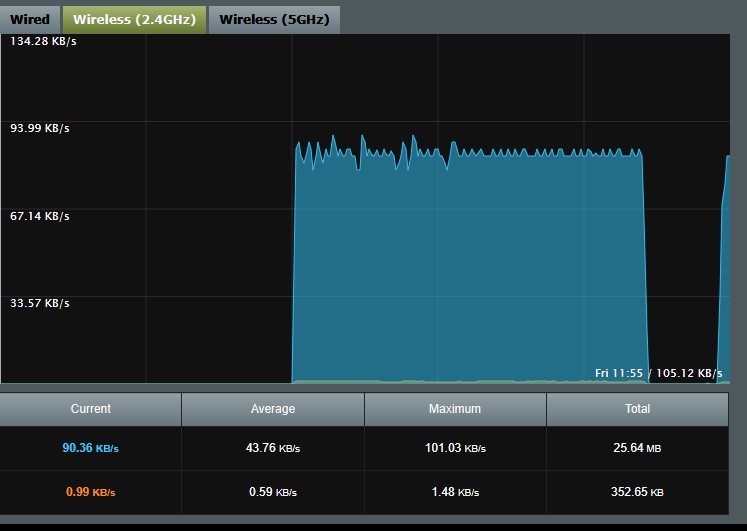 Wired Wireless (2.4GHz) Wireless (5GHz)
134.28 KB/s
93.99 KB/s
67.14 KB/s
33.57 KB/s
Fri 11:55 / 105.12 KB/s
Current Average Maximum Total
90.36 KB/s 43.76 KB/s 101.03 KB/s 25.64 MB
0.99 KB/s 0.59 KB/s 1.48 KB/s 352.65 KB